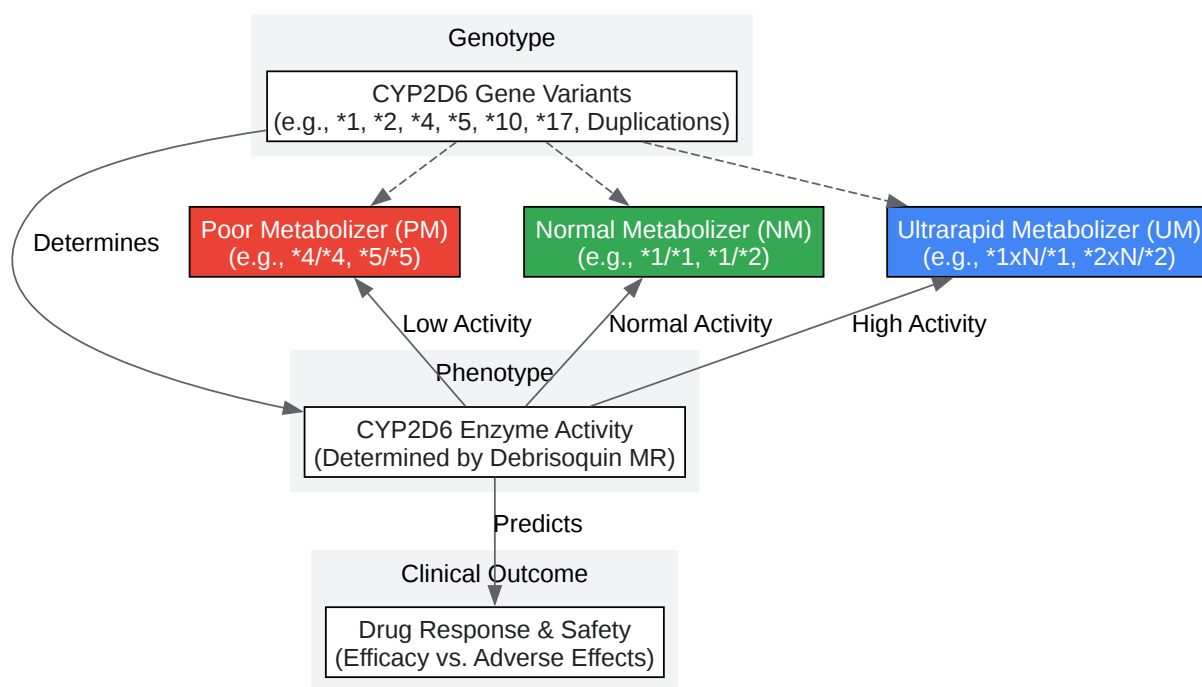 Genotype
CYP2D6 Gene Variants
(e.g., *1, *2, *4, *5, *10, *17, Duplications)
Determines
Poor Metabolizer (PM)
(e.g., *4/*4, *5/*5)
Normal Metabolizer (NM)
(e.g., *1/*1, *1/*2)
Ultrarapid Metabolizer (UM)
(e.g., *1xN/*1, *2xN/*2)
Low Activity
Normal Activity
High Activity
Phenotype
CYP2D6 Enzyme Activity
(Determined by Debrisoquin MR)
Predicts
Clinical Outcome
Drug Response & Safety
(Efficacy vs. Adverse Effects)